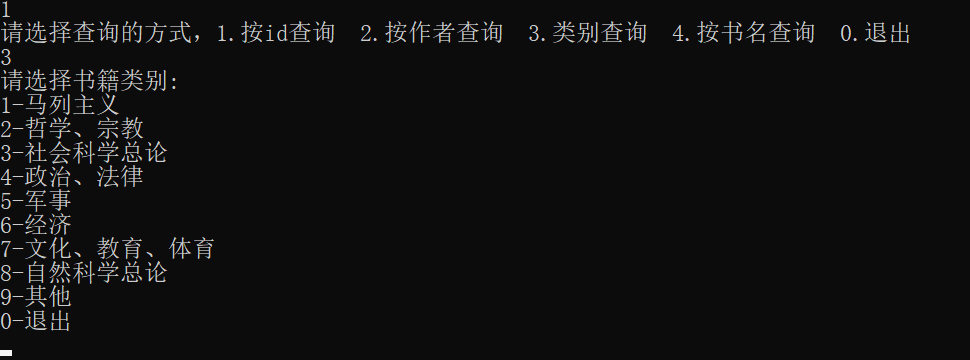 1
请选择查询的方式，1.按id查询  2.按作者查询  3.类别查询  4.按书名查询  0.退出
3
请选择书籍类别:
1-马列主义
2-哲学、宗教
3-社会科学总论
4-政治、法律
5-军事
6-经济
7-文化、教育、体育
8-自然科学总论
9-其他
0-退出